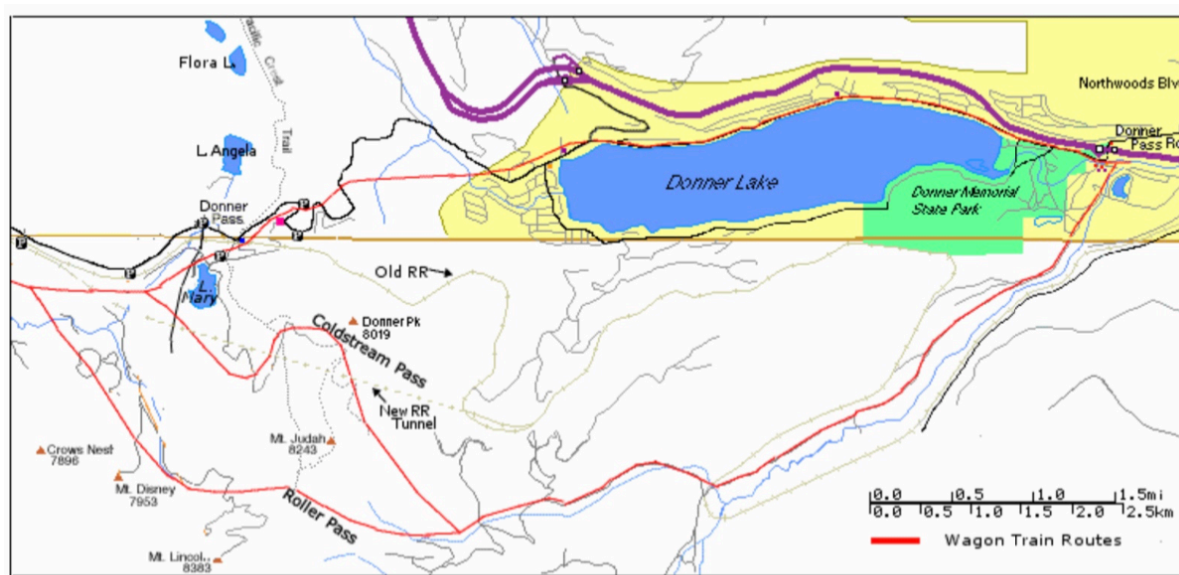 Pacific Crest Trail
Flora L.
Northwoods Blv
L. Angela
Donner
Pass Ro
Donner Lake
Donner Memorial
State Park
Donner
Pass
P
P
P
P
P
P
Old RR
L.
Mary
Donner Pk
8019
Coldstream Pass
New RR
Tunnel
Mt. Judah
8243
Crows Nest
7896
Mt. Disney
7953
Roller Pass
Mt. Lincol..
8383
0.0 0.5 1.0 1.5mi
0.0 0.5 1.0 1.5 2.0 2.5km
Wagon Train Routes